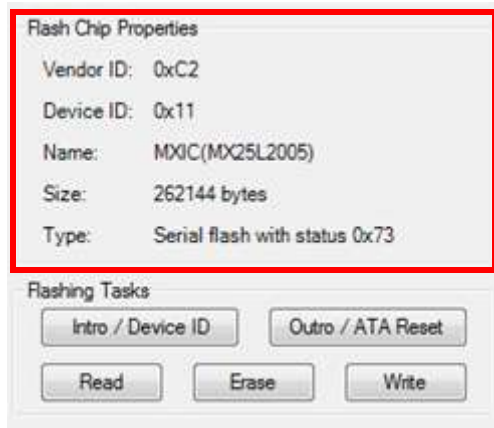 Flash Chip Properties
Vendor ID: 0xC2
Device ID: 0x11
Name: MXIC(MX25L2005)
Size: 262144 bytes
Type: Serial flash with status 0x73
Flashing Tasks
Intro / Device ID Outro / ATA Reset
Read Erase Write